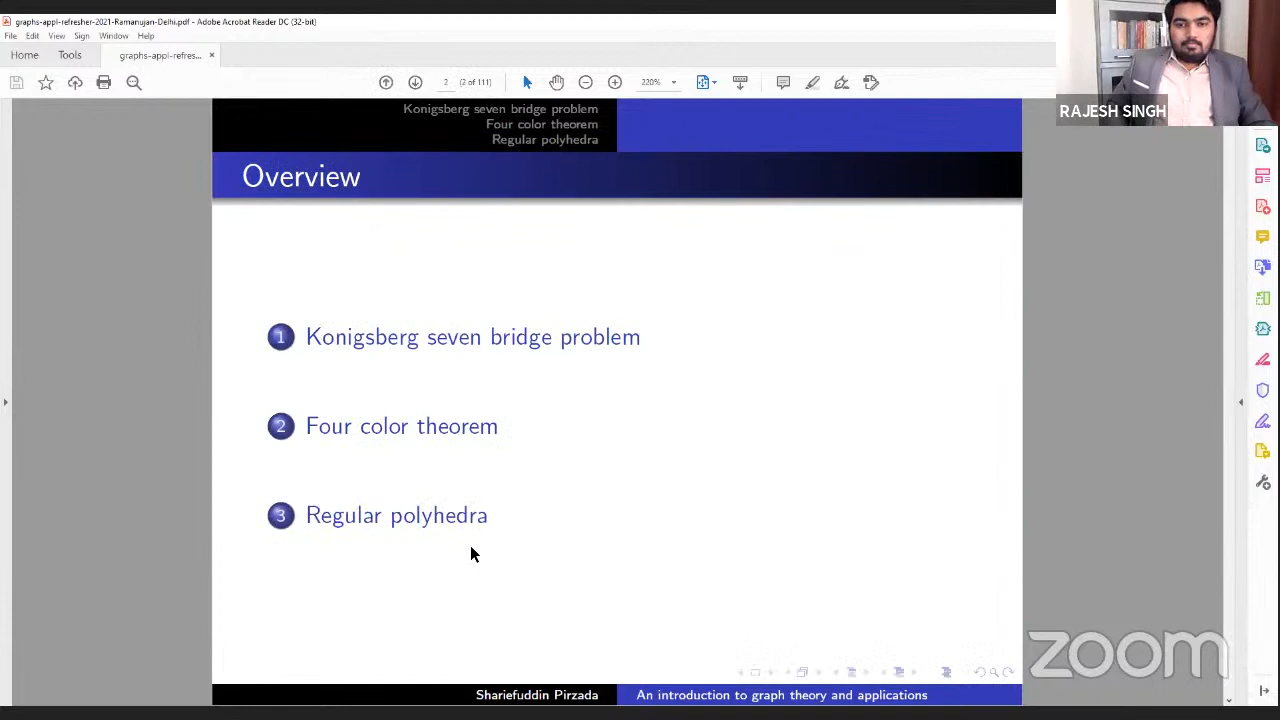 graphs-appl-refresher-2021-Ramanujan-Delhi.pdf - Adobe Acrobat Reader DC (32-bit)
File Edit View Sign Window Help
Home Tools graphs-appl-refres... ×
2 (2 of 111) 220%
RAJESH SINGH
Konigsberg seven bridge problem
Four color theorem
Regular polyhedra
Overview
1 Konigsberg seven bridge problem
2 Four color theorem
3 Regular polyhedra
zoom
Shariefuddin Pirzada An introduction to graph theory and applications